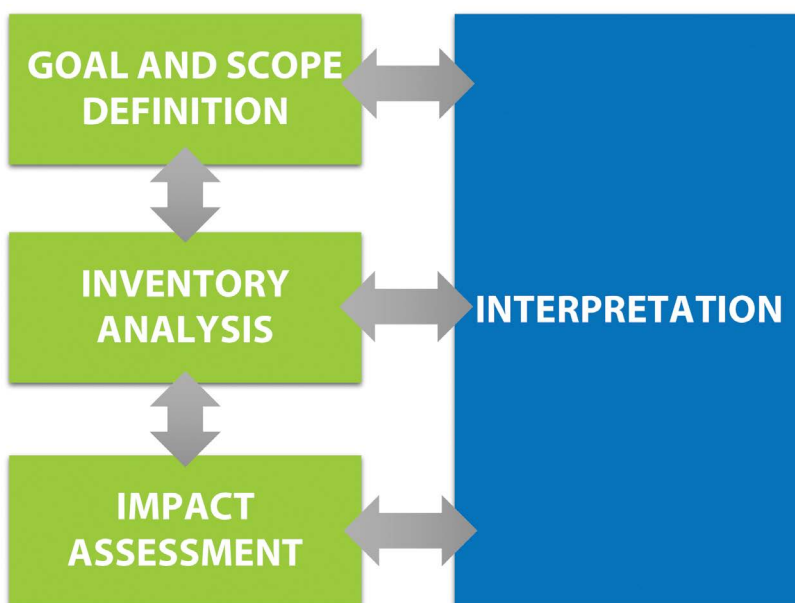 GOAL AND SCOPE
DEFINITION
INVENTORY
ANALYSIS
INTERPRETATION
IMPACT
ASSESSMENT